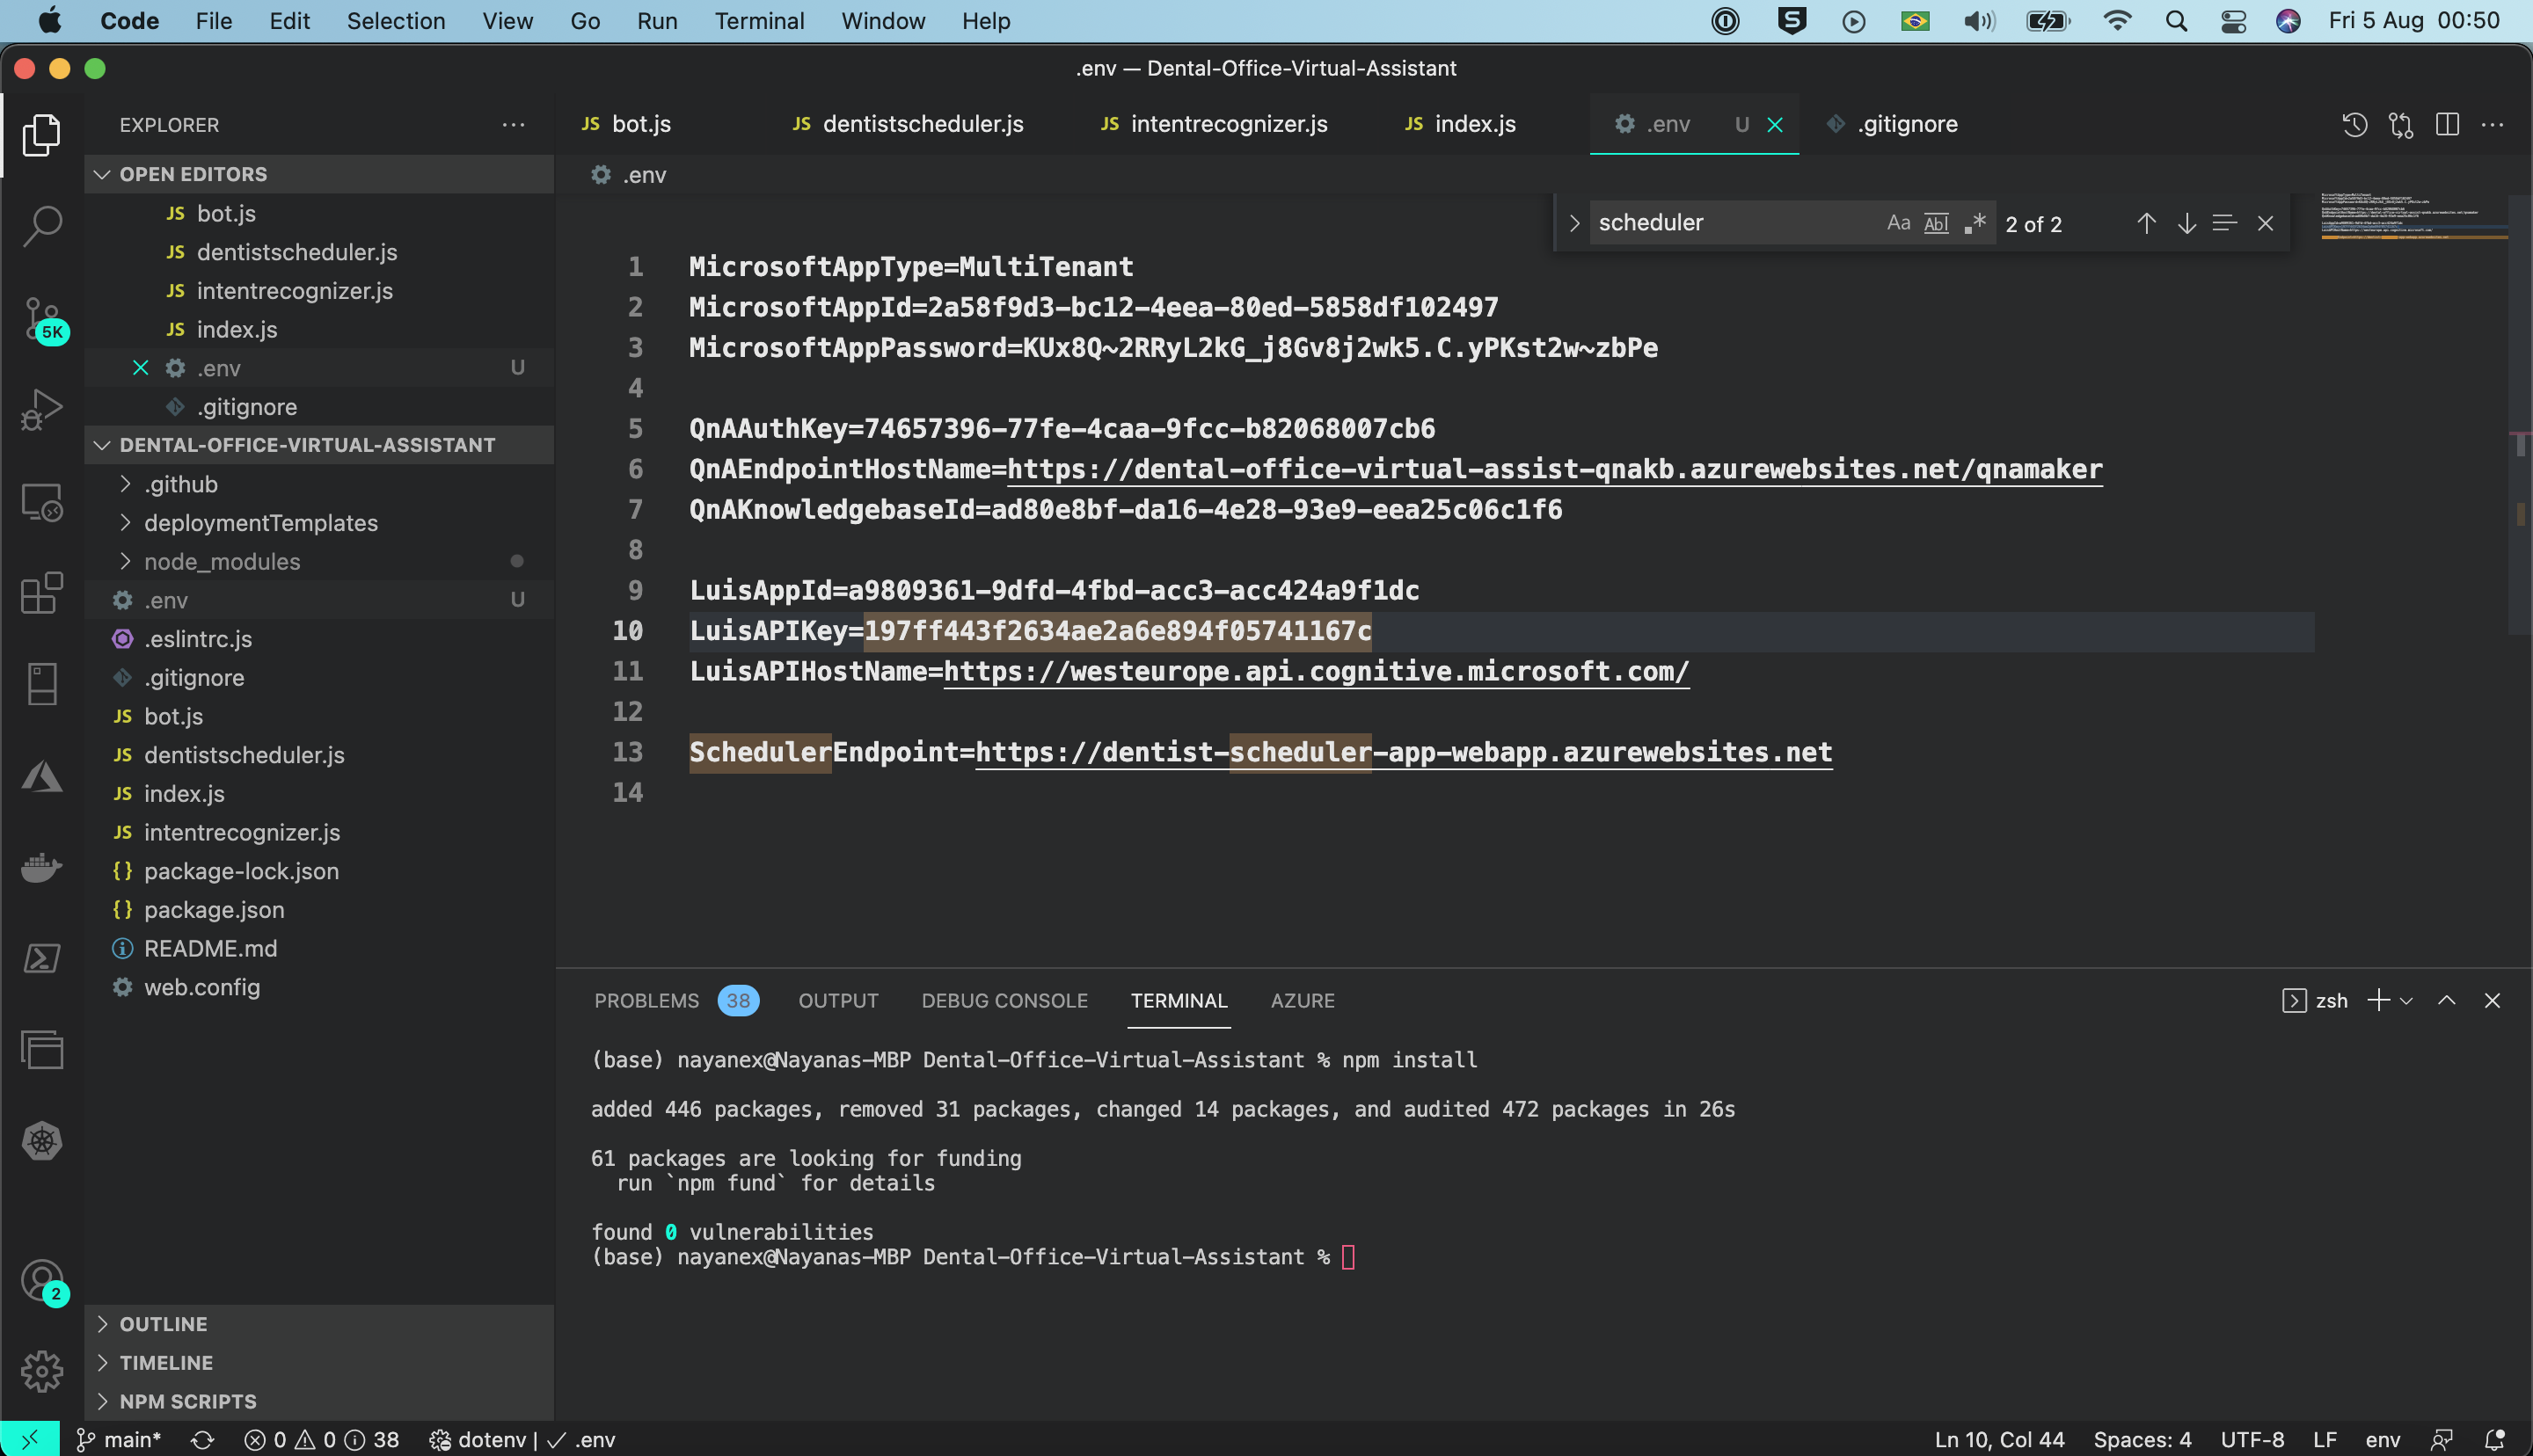 Code File Edit Selection View Go Run Terminal Window Help Fri 5 Aug 00:50
.env — Dental-Office-Virtual-Assistant
EXPLORER
JS bot.js JS dentistscheduler.js JS intentrecognizer.js JS index.js .env U .gitignore
OPEN EDITORS
JS bot.js
JS dentistscheduler.js
JS intentrecognizer.js
JS index.js
.env U
.gitignore
DENTAL-OFFICE-VIRTUAL-ASSISTANT
.github
deploymentTemplates
node_modules
.env U
.eslintrc.js
.gitignore
JS bot.js
JS dentistscheduler.js
JS index.js
JS intentrecognizer.js
{} package-lock.json
{} package.json
README.md
web.config
OUTLINE
TIMELINE
NPM SCRIPTS
5K
2
.env
scheduler Aa Abl .* 2 of 2
1 MicrosoftAppType=MultiTenant
2 MicrosoftAppId=2a58f9d3-bc12-4eea-80ed-5858df102497
3 MicrosoftAppPassword=KUx8Q~2RRyL2kG_j8Gv8j2wk5.C.yPKst2w~zbPe
4
5 QnAAuthKey=74657396-77fe-4caa-9fcc-b82068007cb6
6 QnAEndpointHostName=https://dental-office-virtual-assist-qnakb.azurewebsites.net/qnamaker
7 QnAKnowledgebaseId=ad80e8bf-da16-4e28-93e9-eea25c06c1f6
8
9 LuisAppId=a9809361-9dfd-4fbd-acc3-acc424a9f1dc
10 LuisAPIKey=197ff443f2634ae2a6e894f05741167c
11 LuisAPIHostName=https://westeurope.api.cognitive.microsoft.com/
12
13 SchedulerEndpoint=https://dentist-scheduler-app-webapp.azurewebsites.net
14
PROBLEMS 38 OUTPUT DEBUG CONSOLE TERMINAL AZURE zsh
(base) nayanex@Nayanas-MBP Dental-Office-Virtual-Assistant % npm install
added 446 packages, removed 31 packages, changed 14 packages, and audited 472 packages in 26s
61 packages are looking for funding
run `npm fund` for details
found 0 vulnerabilities
(base) nayanex@Nayanas-MBP Dental-Office-Virtual-Assistant %
main* 0 0 38 dotenv | ✓ .env Ln 10, Col 44 Spaces: 4 UTF-8 LF env